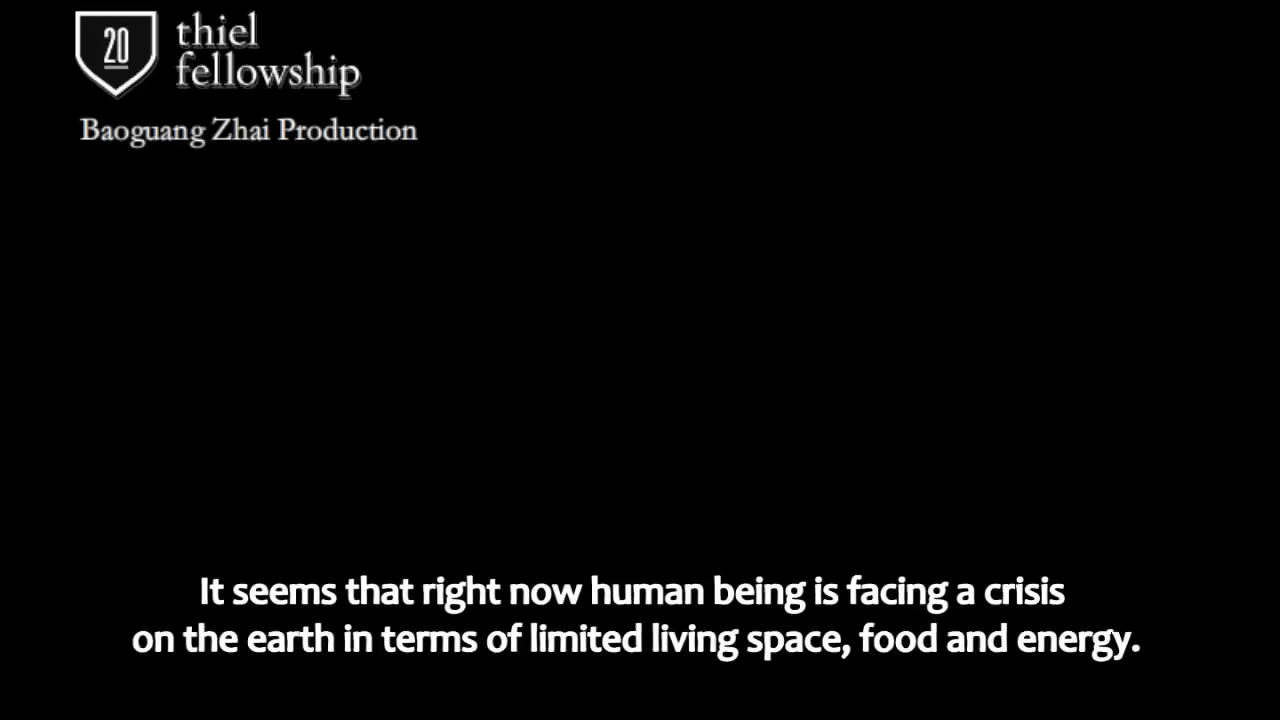 20
thiel
fellowship
Baoguang Zhai Production
It seems that right now human being is facing a crisis
on the earth in terms of limited living space, food and energy.